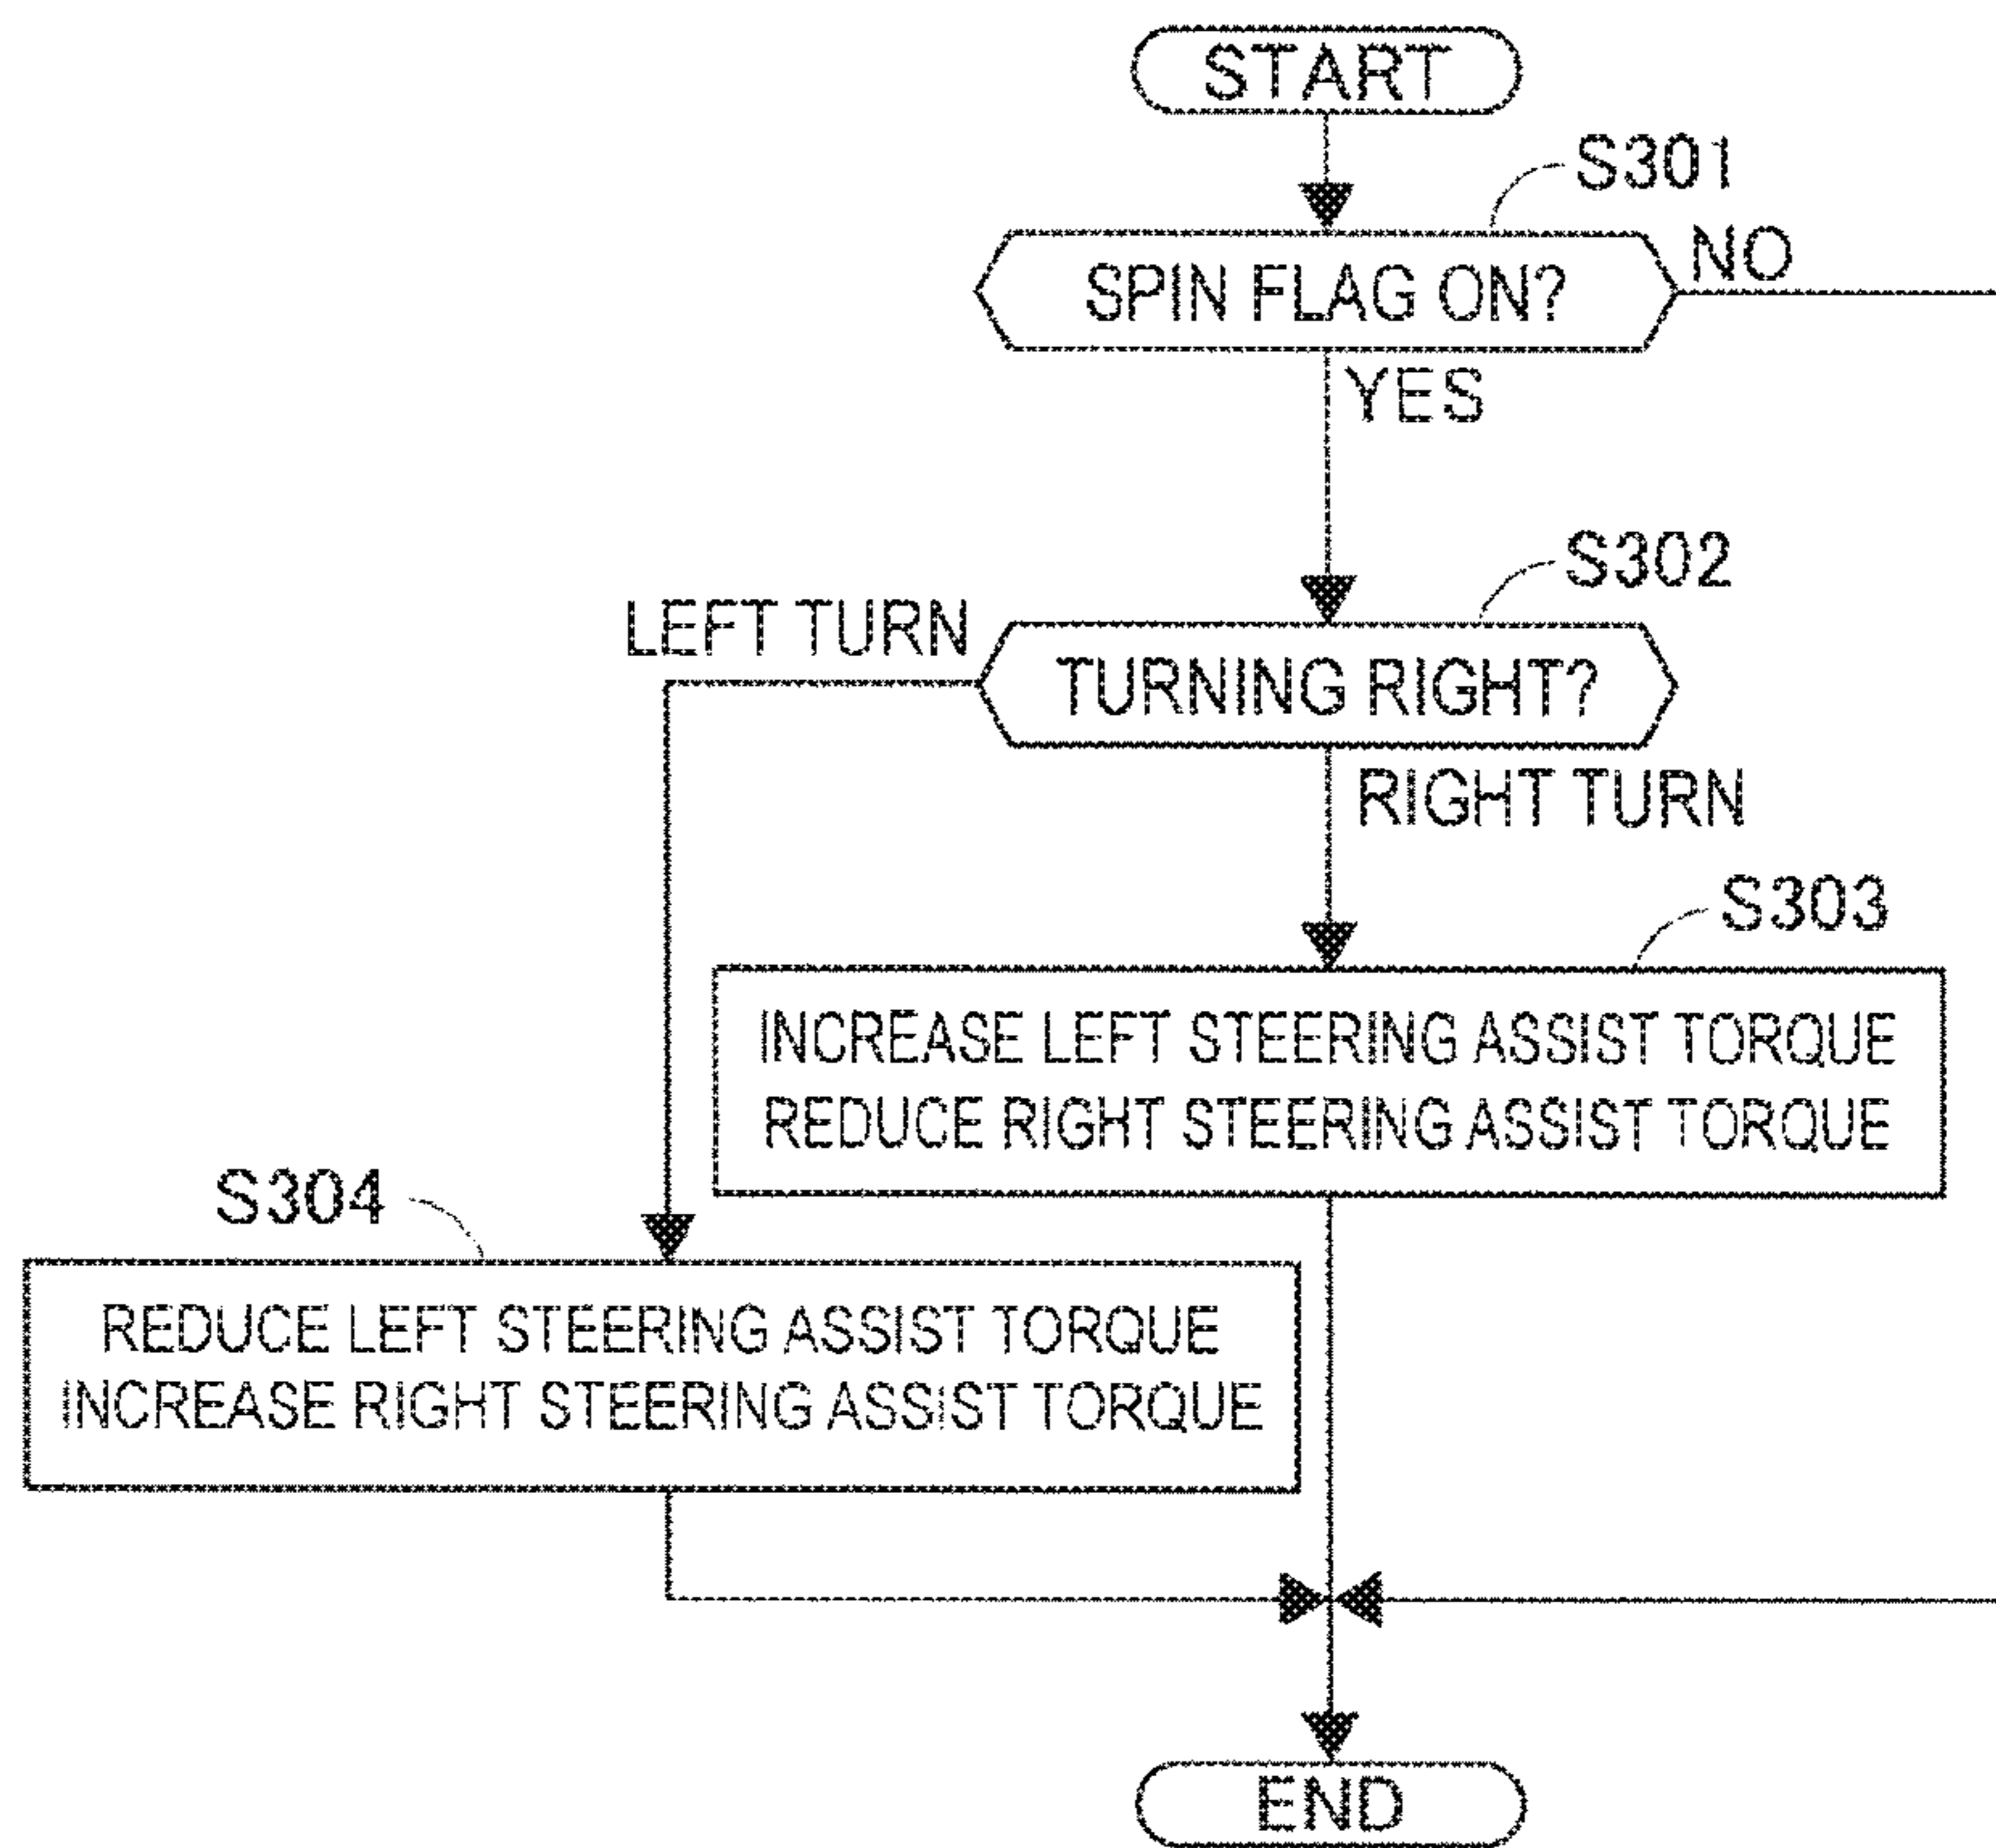 START
S301
SPIN FLAG ON?
NO
YES
S302
LEFT TURN
TURNING RIGHT?
RIGHT TURN
S303
INCREASE LEFT STEERING ASSIST TORQUE
REDUCE RIGHT STEERING ASSIST TORQUE
S304
REDUCE LEFT STEERING ASSIST TORQUE
INCREASE RIGHT STEERING ASSIST TORQUE
END